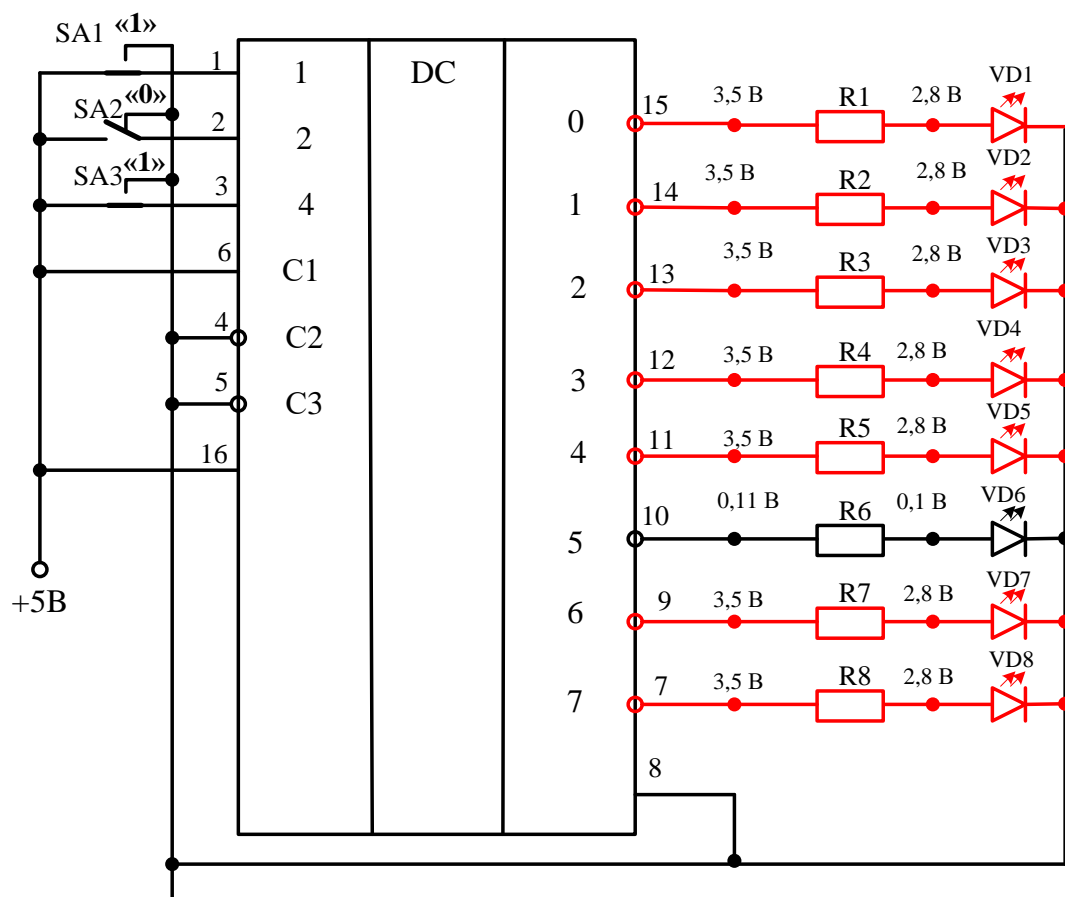 SA1 «1»
1
1
DC
SA2 «0»
2
2
SA3 «1»
3
4
6
C1
4
C2
5
C3
16
+5В
0
15
3,5 В
R1
2,8 В
VD1
1
14
3,5 В
R2
2,8 В
VD2
2
13
3,5 В
R3
2,8 В
VD3
3
12
3,5 В
R4
2,8 В
VD4
4
11
3,5 В
R5
2,8 В
VD5
5
10
0,11 В
R6
0,1 В
VD6
6
9
3,5 В
R7
2,8 В
VD7
7
7
3,5 В
R8
2,8 В
VD8
8